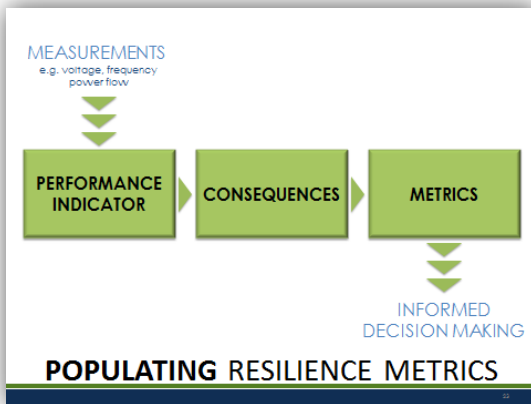 MEASUREMENTS
e.g. voltage, frequency
power flow
PERFORMANCE
INDICATOR
CONSEQUENCES
METRICS
INFORMED
DECISION MAKING
POPULATING RESILIENCE METRICS